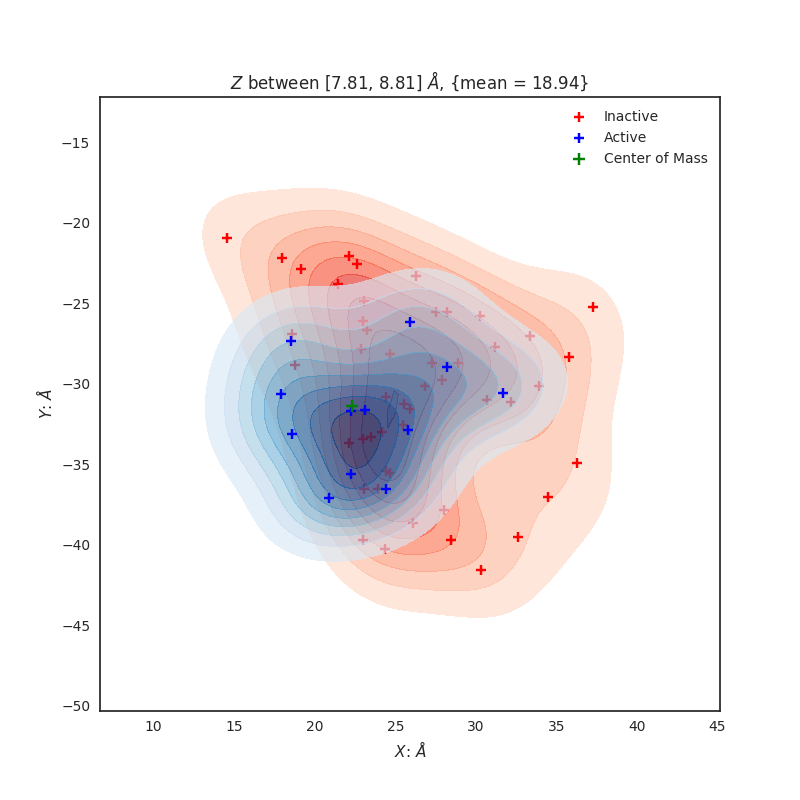 Z between [7.81, 8.81] Å, {mean = 18.94}
Inactive
Active
Center of Mass
−15
−20
−25
−30
−35
−40
−45
−50
Y: Å
10 15 20 25 30 35 40 45
X: Å